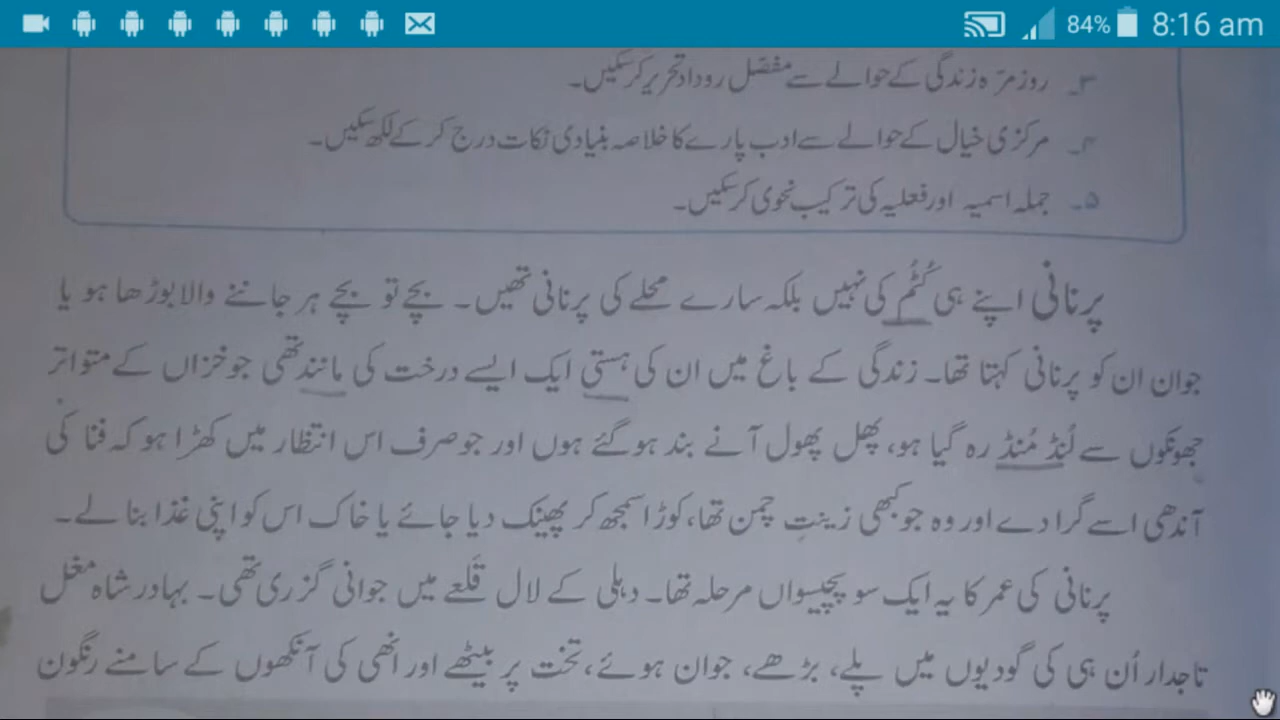 84% 8:16 am
۳۔ روزمرّہ زندگی کے حوالے سے مفصّل روداد تحریر کر سکیں۔
۴۔ مرکزی خیال کے حوالے سے ادب پارے کا خلاصہ بنیادی نکات درج کر کے لکھ سکیں۔
۵۔ جملہ اسمیہ اور فعلیہ کی ترکیب نحوی کر سکیں۔
پرنانی اپنے ہی کُٹُم کی نہیں بلکہ سارے محلے کی پرنانی تھیں۔ بچے تو بچے ہر جاننے والا بوڑھا ہو یا
جوان ان کو پرنانی کہتا تھا۔ زندگی کے باغ میں ان کی ہستی ایک ایسے درخت کی مانند تھی جو خزاں کے متواتر
جھونکوں سے لُنڈ مُنڈ رہ گیا ہو، پھل پھول آنے بند ہو گئے ہوں اور جو صرف اس انتظار میں کھڑا ہو کہ فنا کی
آندھی اسے گرا دے اور وہ جو کبھی زینتِ چمن تھا، کوڑا سمجھ کر پھینک دیا جائے یا خاک اس کو اپنی غذا بنا لے۔
پرنانی کی عمر کا یہ ایک سو پچیسواں مرحلہ تھا۔ دہلی کے لال قلعے میں جوانی گزری تھی۔ بہادر شاہ مغل
تاجدار اُن ہی کی گودیوں میں پلے، بڑھے، جوان ہوئے، تخت پر بیٹھے اور انھی کی آنکھوں کے سامنے رنگون